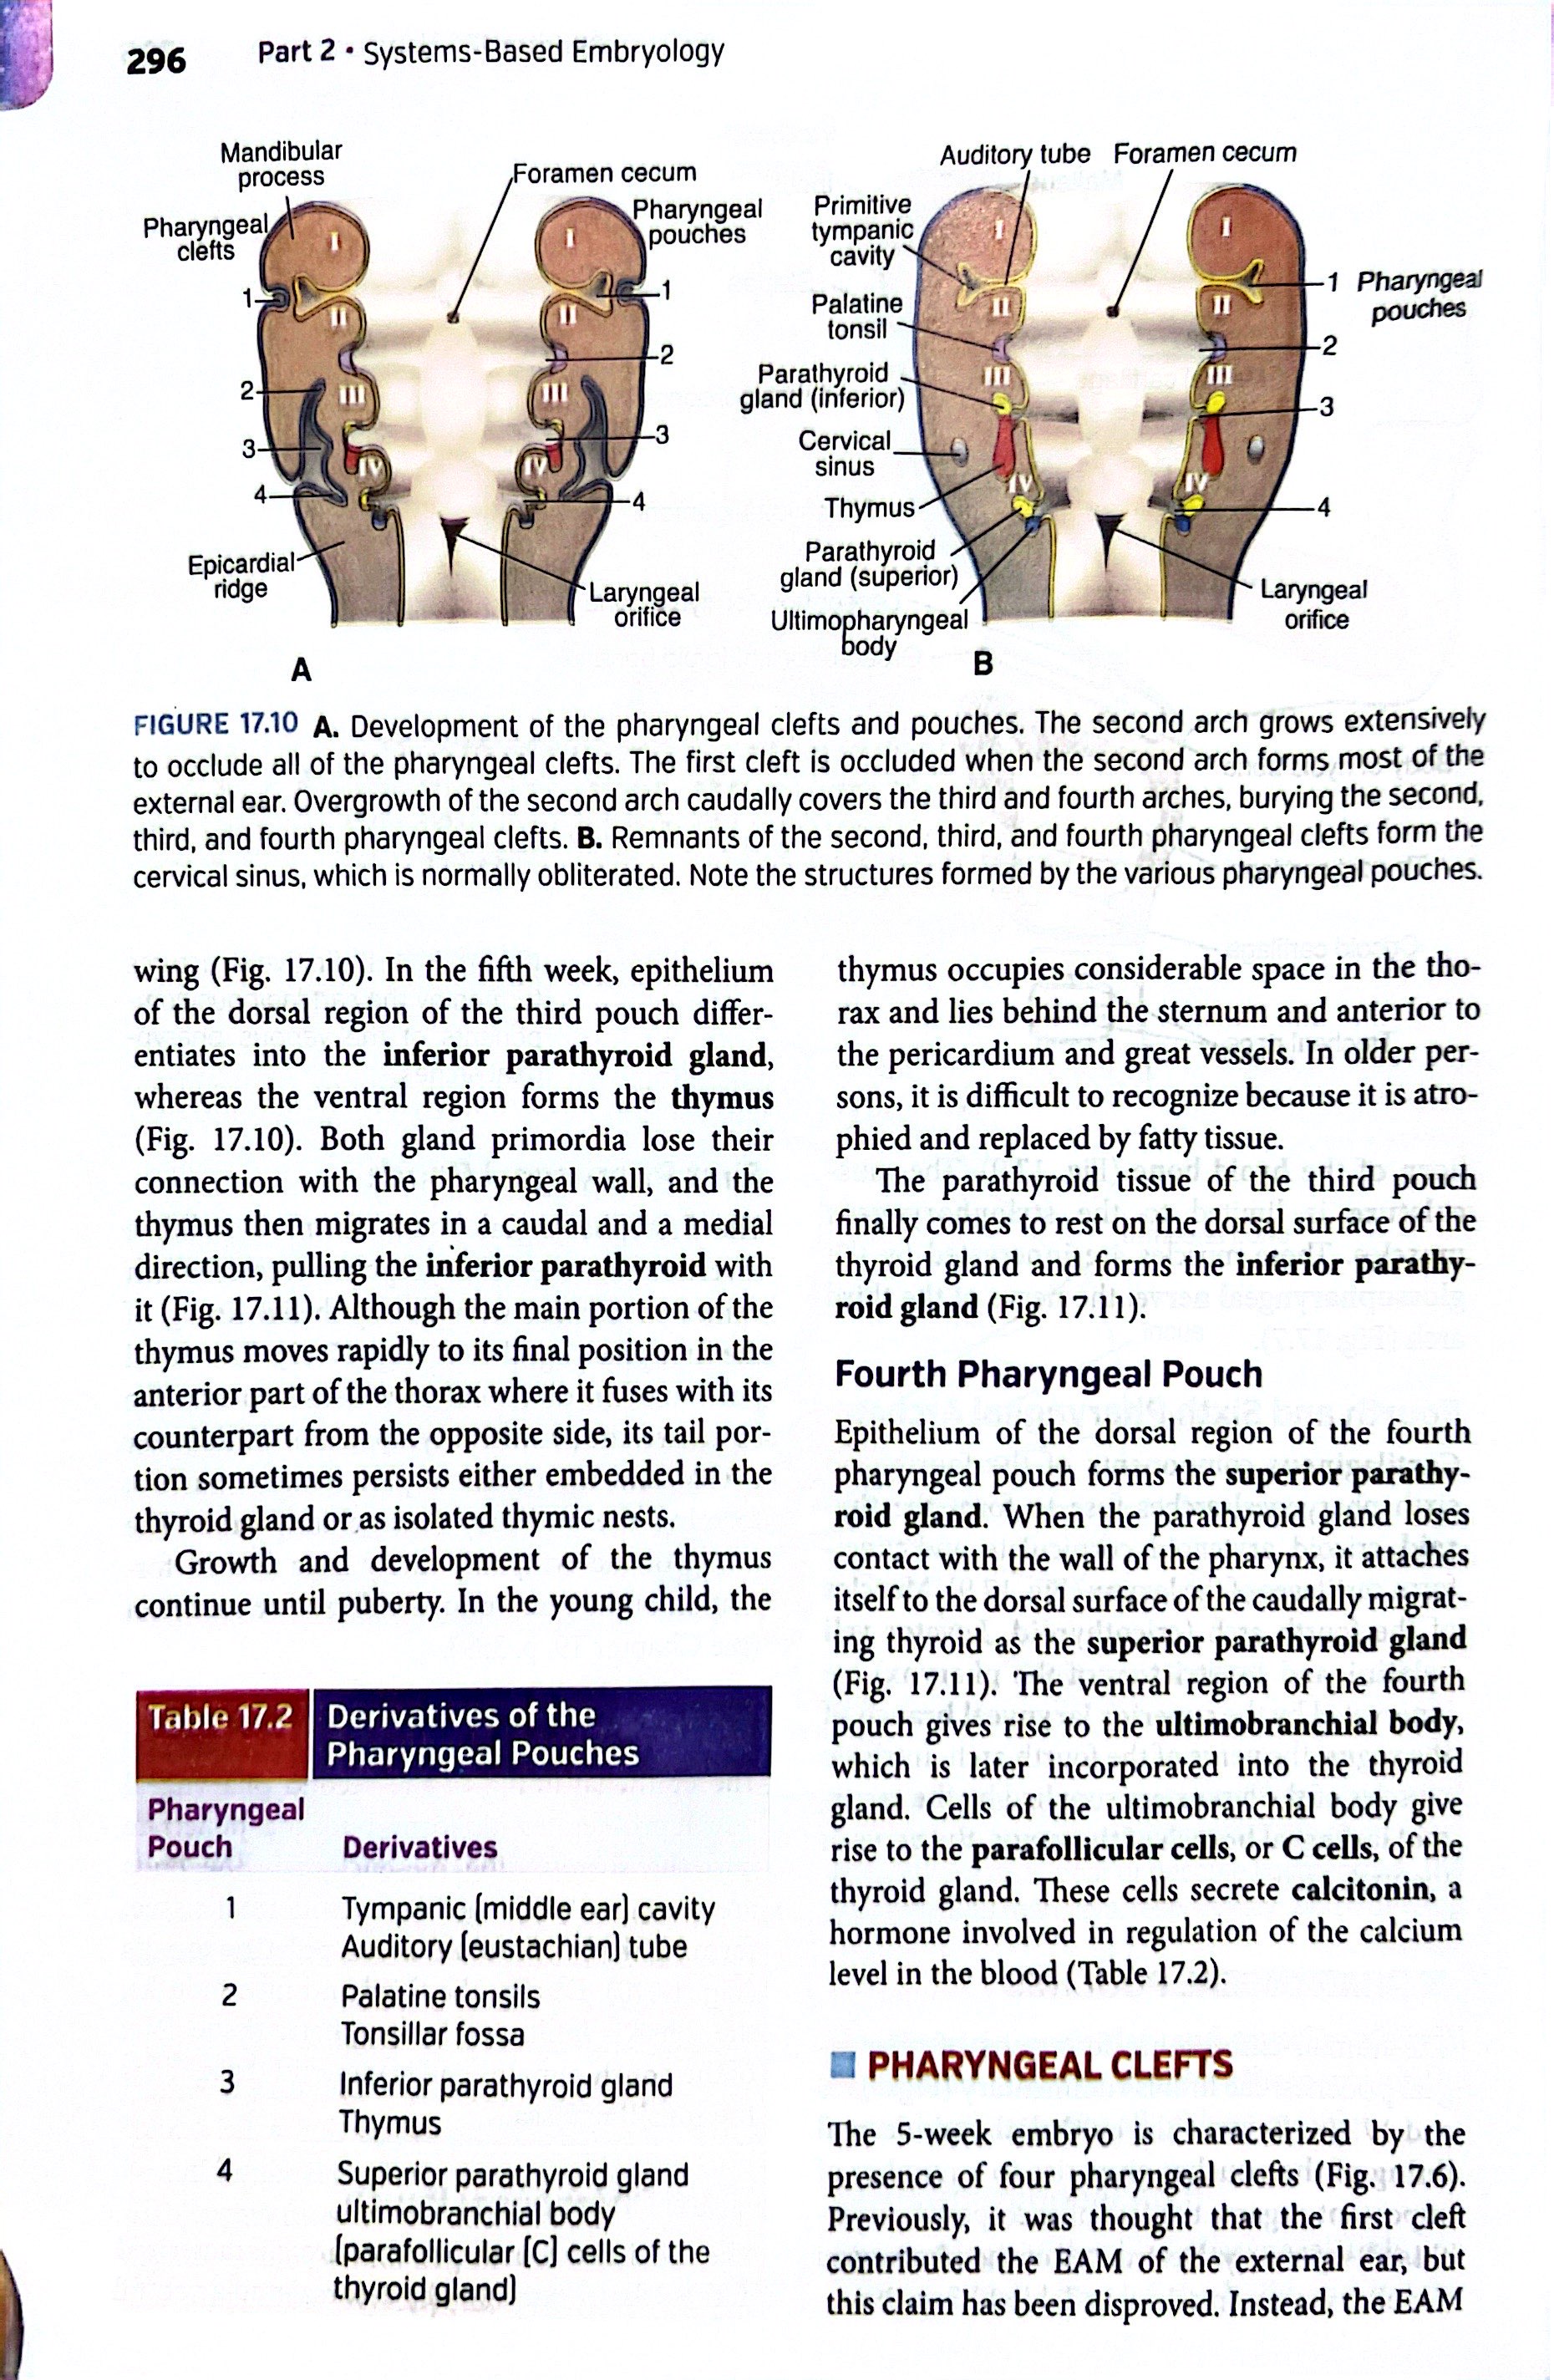 296
Part 2 • Systems-Based Embryology
Mandibular
process
Foramen cecum
Pharyngeal
clefts
Pharyngeal
pouches
I
I
1
1
II
II
2
2
III
III
3
3
IV
IV
4
4
Epicardial
ridge
Laryngeal
orifice
A
Auditory tube
Foramen cecum
Primitive
tympanic
cavity
I
I
1
Pharyngeal
pouches
II
II
Palatine
tonsil
2
III
III
Parathyroid
gland (inferior)
3
Cervical
sinus
IV
IV
Thymus
4
Parathyroid
gland (superior)
Laryngeal
orifice
Ultimopharyngeal
body
B
FIGURE 17.10 A. Development of the pharyngeal clefts and pouches. The second arch grows extensively
to occlude all of the pharyngeal clefts. The first cleft is occluded when the second arch forms most of the
external ear. Overgrowth of the second arch caudally covers the third and fourth arches, burying the second,
third, and fourth pharyngeal clefts. B. Remnants of the second, third, and fourth pharyngeal clefts form the
cervical sinus, which is normally obliterated. Note the structures formed by the various pharyngeal pouches.
wing (Fig. 17.10). In the fifth week, epithelium
of the dorsal region of the third pouch differ-
entiates into the inferior parathyroid gland,
whereas the ventral region forms the thymus
(Fig. 17.10). Both gland primordia lose their
connection with the pharyngeal wall, and the
thymus then migrates in a caudal and a medial
direction, pulling the inferior parathyroid with
it (Fig. 17.11). Although the main portion of the
thymus moves rapidly to its final position in the
anterior part of the thorax where it fuses with its
counterpart from the opposite side, its tail por-
tion sometimes persists either embedded in the
thyroid gland or as isolated thymic nests.
Growth and development of the thymus
continue until puberty. In the young child, the
Table 17.2
Derivatives of the
Pharyngeal Pouches
Pharyngeal
Pouch
Derivatives
1
Tympanic (middle ear) cavity
Auditory (eustachian) tube
2
Palatine tonsils
Tonsillar fossa
3
Inferior parathyroid gland
Thymus
4
Superior parathyroid gland
ultimobranchial body
(parafollicular [C] cells of the
thyroid gland)
thymus occupies considerable space in the tho-
rax and lies behind the sternum and anterior to
the pericardium and great vessels. In older per-
sons, it is difficult to recognize because it is atro-
phied and replaced by fatty tissue.
The parathyroid tissue of the third pouch
finally comes to rest on the dorsal surface of the
thyroid gland and forms the inferior parathy-
roid gland (Fig. 17.11).
Fourth Pharyngeal Pouch
Epithelium of the dorsal region of the fourth
pharyngeal pouch forms the superior parathy-
roid gland. When the parathyroid gland loses
contact with the wall of the pharynx, it attaches
itself to the dorsal surface of the caudally migrat-
ing thyroid as the superior parathyroid gland
(Fig. 17.11). The ventral region of the fourth
pouch gives rise to the ultimobranchial body,
which is later incorporated into the thyroid
gland. Cells of the ultimobranchial body give
rise to the parafollicular cells, or C cells, of the
thyroid gland. These cells secrete calcitonin, a
hormone involved in regulation of the calcium
level in the blood (Table 17.2).
PHARYNGEAL CLEFTS
The 5-week embryo is characterized by the
presence of four pharyngeal clefts (Fig. 17.6).
Previously, it was thought that the first cleft
contributed the EAM of the external ear, but
this claim has been disproved. Instead, the EAM